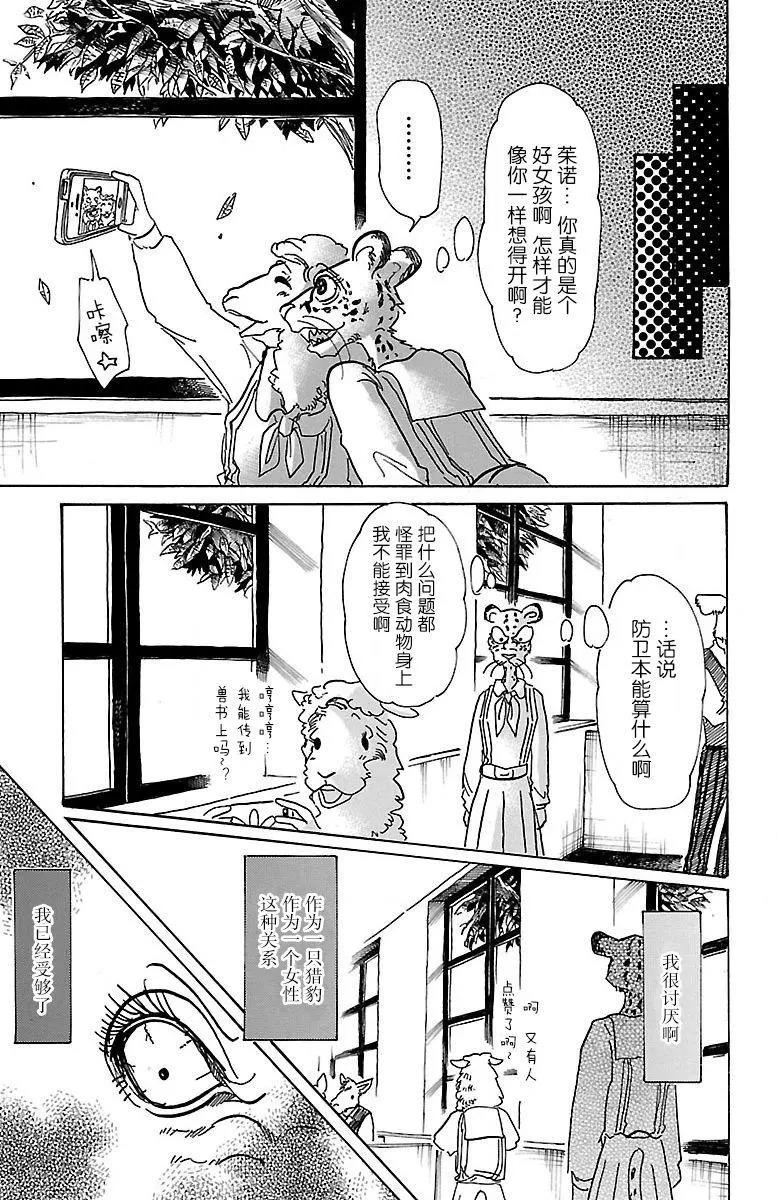 茱诺… 你真的是个
好女孩啊 怎样才能
像你一样想得开啊？
………
咔嚓☆
…话说
防卫本能算什么啊
把什么问题都
怪罪到肉食动物身上
我不能接受啊
哼哼哼…
我能传到
兽书上吗～？
我很讨厌啊
啊 又有人
点赞了啊～
作为一只猎豹
作为一个女性
这种关系
我已经受够了